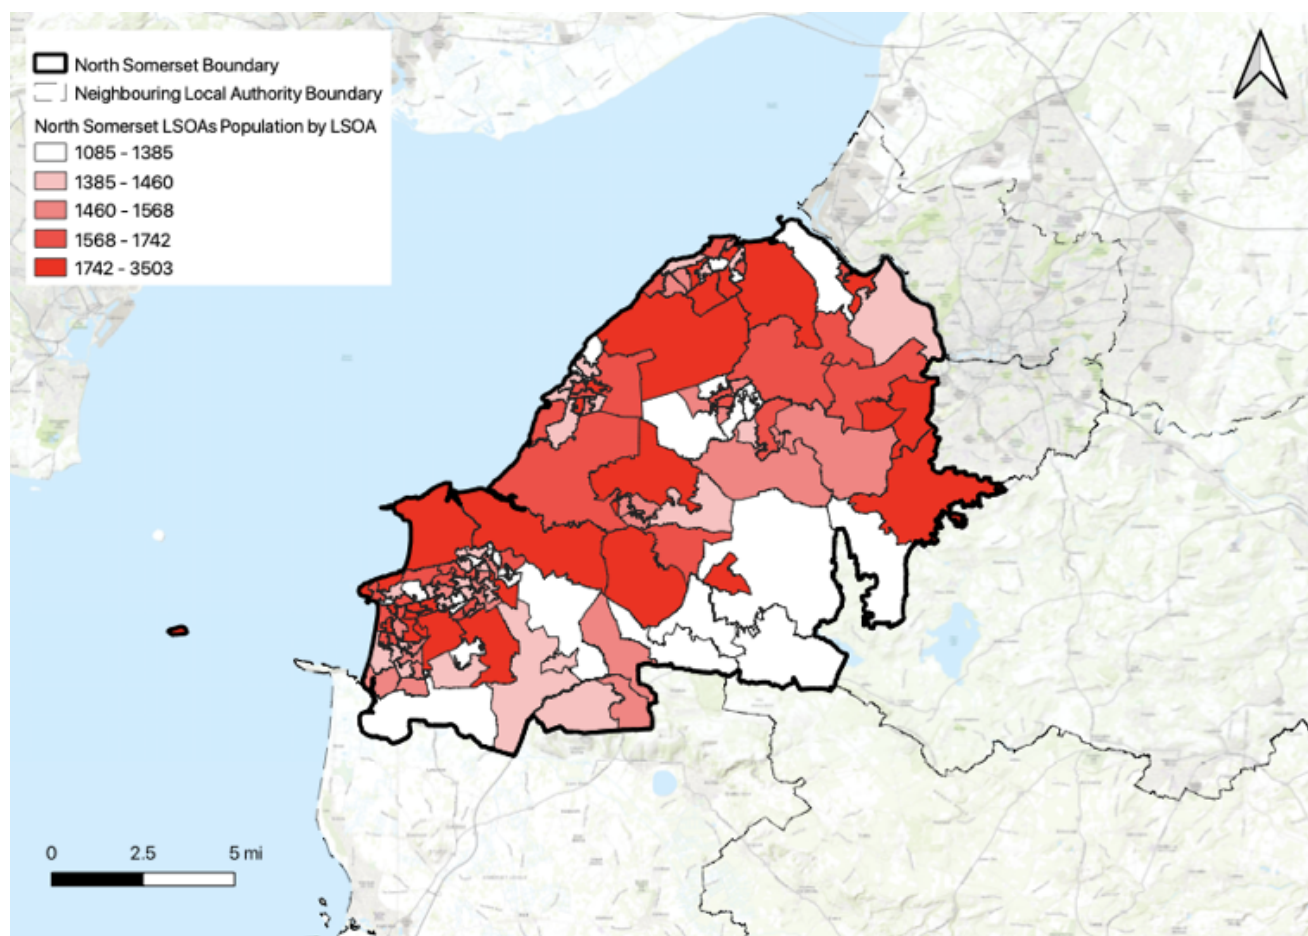 North Somerset Boundary
Neighbouring Local Authority Boundary
North Somerset LSOAs Population by LSOA
1085 - 1385
1385 - 1460
1460 - 1568
1568 - 1742
1742 - 3503
0 2.5 5 mi